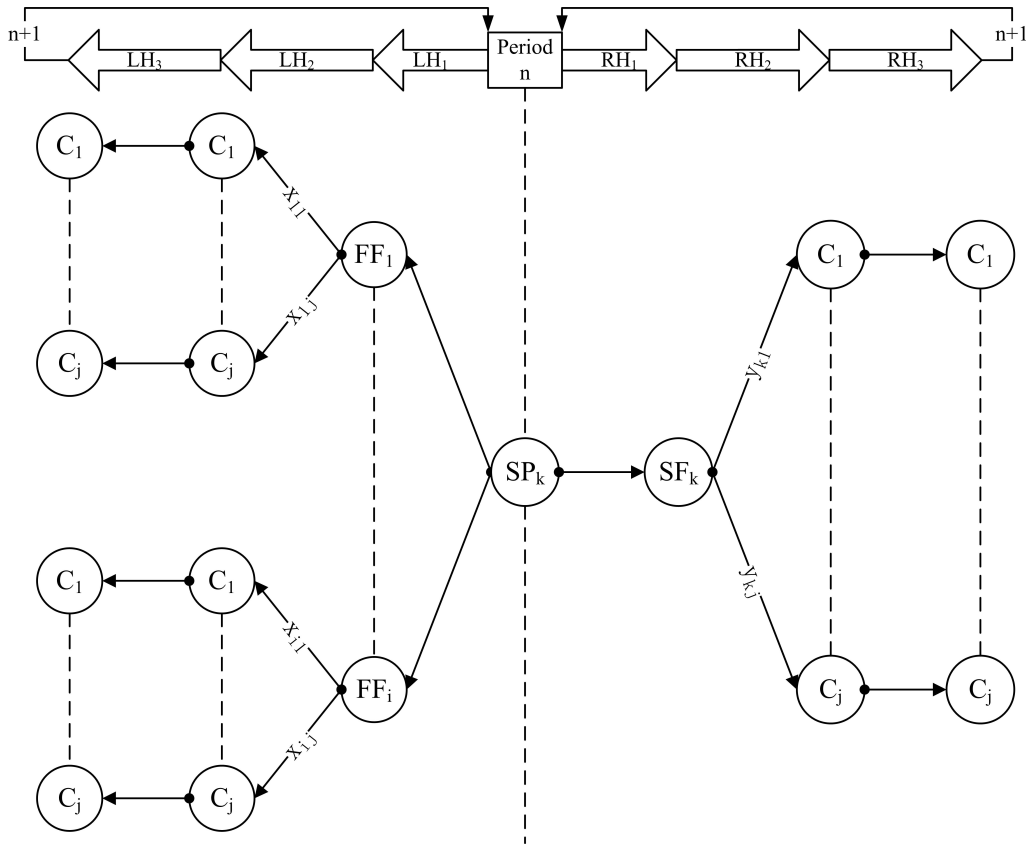 n+1
LH₃
LH₂
LH₁
Period
n
RH₁
RH₂
RH₃
n+1
C₁
C₁
x₁₁
FF₁
x₁ⱼ
Cⱼ
Cⱼ
C₁
C₁
yₖ₁
SPₖ
SFₖ
yₖⱼ
C₁
C₁
xᵢ₁
FFᵢ
xᵢⱼ
Cⱼ
Cⱼ
Cⱼ
Cⱼ